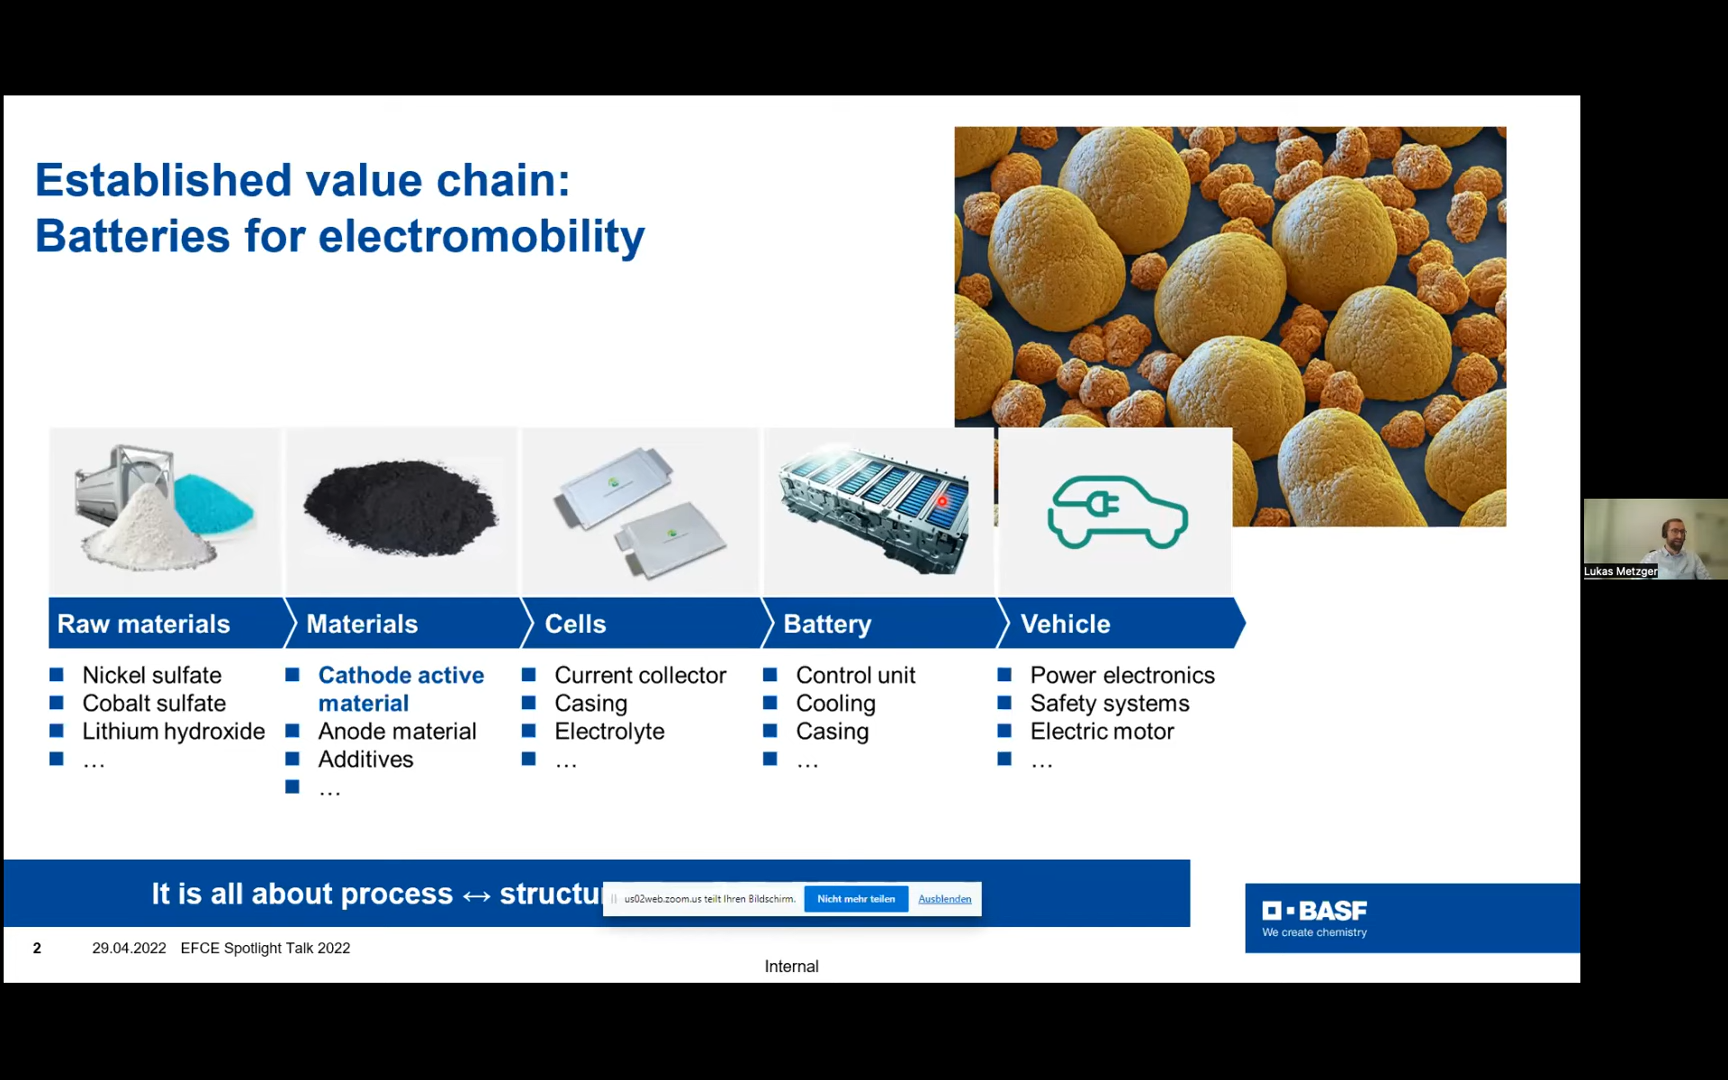 Established value chain:
Batteries for electromobility
Raw materials
Materials
Cells
Battery
Vehicle
Nickel sulfate
Cobalt sulfate
Lithium hydroxide
…
Cathode active
material
Anode material
Additives
…
Current collector
Casing
Electrolyte
…
Control unit
Cooling
Casing
…
Power electronics
Safety systems
Electric motor
…
It is all about process ↔ structu
us02web.zoom.us teilt Ihren Bildschirm.
Nicht mehr teilen
Ausblenden
BASF
We create chemistry
2
29.04.2022 EFCE Spotlight Talk 2022
Internal
Lukas Metzger